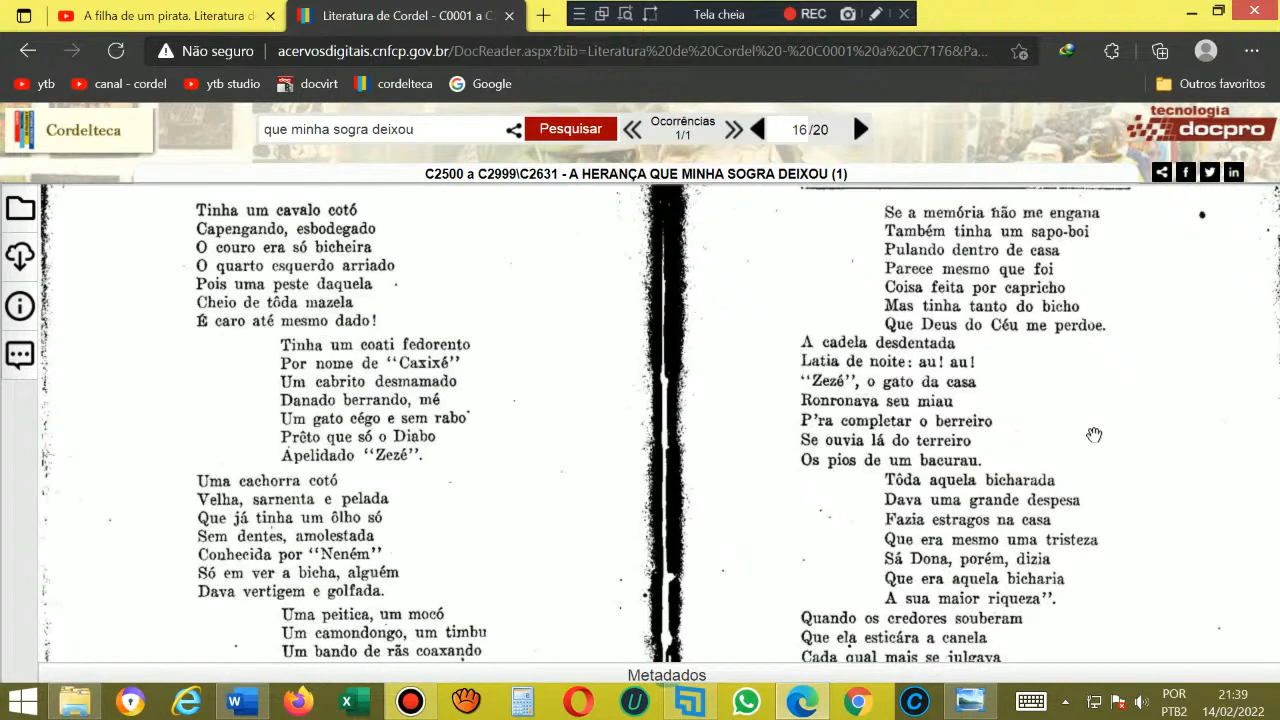 A filha de um pirata. Literatura d
Literatura de Cordel - C0001 a C
Tela cheia
REC
Não seguro
acervosdigitais.cnfcp.gov.br/DocReader.aspx?bib=Literatura%20de%20Cordel%20-%20C0001%20a%20C7176&Pa...
ytb
canal - cordel
ytb studio
docvirt
cordelteca
Google
Outros favoritos
Cordelteca
que minha sogra deixou
Pesquisar
Ocorrências
1/1
16/20
tecnologia
docpro
C2500 a C2999\C2631 - A HERANÇA QUE MINHA SOGRA DEIXOU (1)
Tinha um cavalo cotó
Capengando, esbodegado
O couro era só bicheira
O quarto esquerdo arriado
Pois uma peste daquela
Cheio de tôda mazela
É caro até mesmo dado!
Tinha um coati fedorento
Por nome de "Caxixé"
Um cabrito desmamado
Danado berrando, mé
Um gato cégo e sem rabo
Prêto que só o Diabo
Apelidado "Zezé".
Uma cachorra cotó
Velha, sarnenta e pelada
Que já tinha um ôlho só
Sem dentes, amolestada
Conhecida por "Neném"
Só em ver a bicha, alguém
Dava vertigem e golfada.
Uma peitica, um mocó
Um camondongo, um timbu
Um bando de rãs coaxando
Se a memória não me engana
Também tinha um sapo-boi
Pulando dentro de casa
Parece mesmo que foi
Coisa feita por capricho
Mas tinha tanto do bicho
Que Deus do Céu me perdoe.
A cadela desdentada
Latia de noite: au! au!
"Zezé", o gato da casa
Ronronava seu miau
P'ra completar o berreiro
Se ouvia lá do terreiro
Os pios de um bacurau.
Tôda aquela bicharada
Dava uma grande despesa
Fazia estragos na casa
Que era mesmo uma tristeza
Sá Dona, porém, dizia
Que era aquela bicharia
A sua maior riqueza".
Quando os credores souberam
Que ela esticára a canela
Cada qual mais se julgava
Metadados
POR
PTB2
21:39
14/02/2022